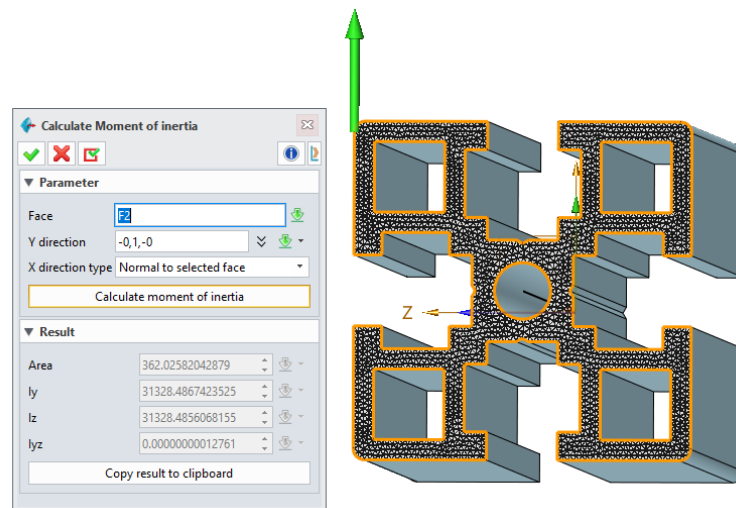 Calculate Moment of inertia
Parameter
Face F2
Y direction -0,1,-0
X direction type Normal to selected face
Calculate moment of inertia
Result
Area 362.02582042879
Iy 31328.4867423525
Iz 31328.4856068155
Iyz 0.00000000012761
Copy result to clipboard
Z